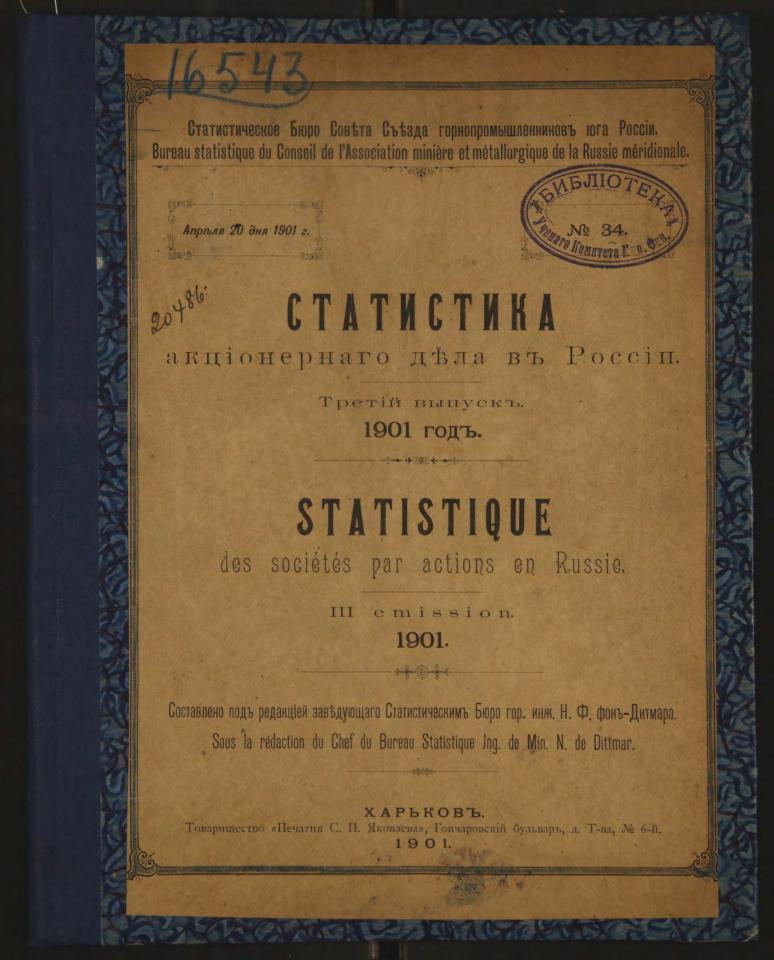 16543
Статистическое Бюро Совѣта Съѣзда горнопромышленниковъ юга Россіи.
Bureau statistique du Conseil de l'Association minière et métallurgique de la Russie méridionale.
БИБЛІОТЕКА
Апрѣля 20 дня 1901 г.
№ 34.
Ученаго Комитета
20486.
СТАТИСТИКА
акціонернаго дѣла въ Россіи.
Третій выпускъ.
1901 годъ.
STATISTIQUE
des sociétés par actions en Russie.
III emission.
1901.
Составлено подъ редакціей завѣдующаго Статистическимъ Бюро гор. инж. Н. Ф. фонъ-Дитмара.
Sous la rédaction du Chef du Bureau Statistique Jng. de Min. N. de Dittmar.
ХАРЬКОВЪ.
Товарищество «Печатня С. П. Яковлева», Гончаровскій бульваръ, д. Т-ва, № 6-й.
1901.